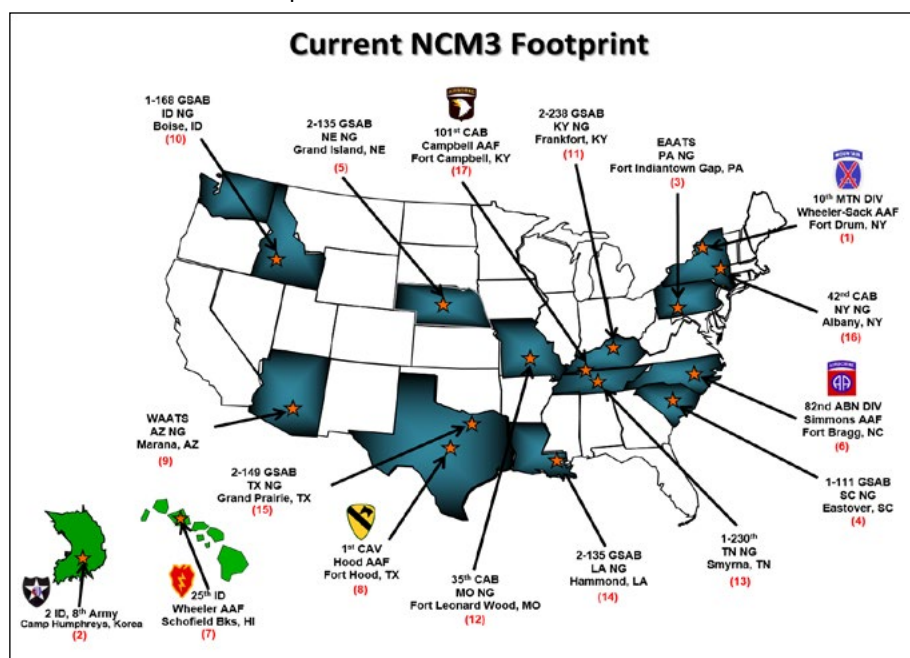 Current NCM3 Footprint
1-168 GSAB
ID NG
Boise, ID
(10)
2-135 GSAB
NE NG
Grand Island, NE
(5)
101st CAB
Campbell AAF
Fort Campbell, KY
(17)
2-238 GSAB
KY NG
Frankfort, KY
(11)
EAATS
PA NG
Fort Indiantown Gap, PA
(3)
MOUNTAIN
10th MTN DIV
Wheeler-Sack AAF
Fort Drum, NY
(1)
42nd CAB
NY NG
Albany, NY
(16)
AIRBORNE
AA
82nd ABN DIV
Simmons AAF
Fort Bragg, NC
(6)
1-111 GSAB
SC NG
Eastover, SC
(4)
WAATS
AZ NG
Marana, AZ
(9)
2-149 GSAB
TX NG
Grand Prairie, TX
(15)
1st CAV
Hood AAF
Fort Hood, TX
(8)
35th CAB
MO NG
Fort Leonard Wood, MO
(12)
2-135 GSAB
LA NG
Hammond, LA
(14)
1-230th
TN NG
Smyrna, TN
(13)
2 ID, 8th Army
Camp Humphreys, Korea
(2)
25th ID
Wheeler AAF
Schofield Bks, HI
(7)